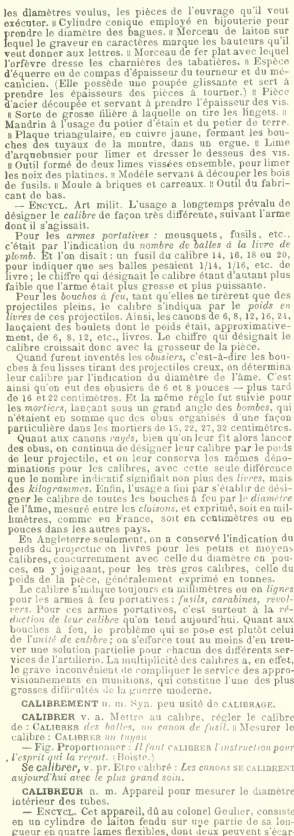 les diamètres voulus, les pièces de l'ouvrage qu'il veut
exécuter. ॥ Cylindre conique employé en bijouterie pour
prendre le diamètre des bagues. ॥ Morceau de laiton sur
lequel le graveur en caractères marque les hauteurs qu'il
veut donner aux lettres. ॥ Morceau de fer plat avec lequel
l'orfèvre dresse les charnières des tabatières. ॥ Espèce
d'équerre ou de compas d'épaisseur du tourneur et du mé-
canicien. (Elle possède une poupée glissante et sert à
prendre les épaisseurs des pièces à tourner.) ॥ Pièce
d'acier découpée et servant à prendre l'épaisseur des vis.
॥ Sorte de grosse filière à laquelle on tire les lingots. ॥
Mandrin à l'usage du potier d'étain et du potier de terre.
॥ Plaque triangulaire, en cuivre jaune, fermant les bou-
ches des tuyaux de la montre, dans un orgue. ॥ Lime
d'arquebusier pour limer et dresser le dessous des vis.
॥ Outil formé de deux limes vissées ensemble, pour limer
les noix des platines. ॥ Modèle servant à découper les bois
de fusils. ॥ Moule à briques et carreaux. ॥ Outil du fabri-
cant de bas.
— ENCYCL. Art milit. L'usage a longtemps prévalu de
désigner le calibre de façon très différente, suivant l'arme
dont il s'agissait.
Pour les armes portatives : mousquets, fusils, etc.,
c'était par l'indication du nombre de balles à la livre de
plomb. Et l'on disait : un fusil du calibre 14, 16, 18 ou 20,
pour indiquer que ses balles pesaient 1/14, 1/16, etc. de
livre ; le chiffre qui désignait le calibre étant d'autant plus
faible que l'arme était plus grosse et plus puissante.
Pour les bouches à feu, tant qu'elles ne tirèrent que des
projectiles pleins, le calibre s'indiqua par le poids en
livres de ces projectiles. Ainsi, les canons de 6, 8, 12, 16, 24,
lançaient des boulets dont le poids était, approximative-
ment, de 6, 8, 12, etc., livres. Le chiffre qui désignait le
calibre croissait donc avec la grosseur de la pièce.
Quand furent inventés les obusiers, c'est-à-dire les bou-
ches à feu lisses tirant des projectiles creux, on détermina
leur calibre par l'indication du diamètre de l'âme. C'est
ainsi qu'on eut des obusiers de 6 et 8 pouces — plus tard
de 16 et 22 centimètres. Et la même règle fut suivie pour
les mortiers, lançant sous un grand angle des bombes, qui
n'étaient en somme que des obus organisés d'une façon
particulière dans les mortiers de 15, 22, 27, 32 centimètres.
Quant aux canons rayés, bien qu'on leur fit alors lancer
des obus, on continua de désigner leur calibre par le poids
de leur projectile, et on leur conserva les mêmes déno-
minations pour les calibres, avec cette seule différence
que le nombre indicatif signifiait non plus des livres, mais
des kilogrammes. Enfin, l'usage a fini par s'établir de dési-
gner le calibre de toutes les bouches à feu par le diamètre
de l'âme, mesuré entre les cloisons, et exprimé, soit en mil-
limètres, comme en France, soit en centimètres ou en
pouces dans les autres pays.
En Angleterre seulement, on a conservé l'indication du
poids du projectile en livres pour les petits et moyens
calibres, concurremment avec celle du diamètre en pou-
ces, en y joignant, pour les très gros calibres, celle du
poids de la pièce, généralement exprimé en tonnes.
Le calibre s'indique toujours en millimètres ou en lignes
pour les armes à feu portatives : fusils, carabines, revol-
vers. Pour ces armes portatives, c'est surtout à la ré-
duction de leur calibre qu'on tend aujourd'hui. Quant aux
bouches à feu, le problème qui se pose est plutôt celui
de l'unité de calibre ; on s'efforce tout au moins d'en trou-
ver une solution partielle pour chacun des différents ser-
vices de l'artillerie. La multiplicité des calibres a, en effet,
le grave inconvénient de compliquer le service des appro-
visionnements en munitions, qui constitue l'une des plus
grosses difficultés de la guerre moderne.
CALIBREMENT n. m. Syn. peu usité de CALIBRAGE.
CALIBRER v. a. Mettre au calibre, régler le calibre
de : CALIBRER des balles, un canon de fusil. ॥ Mesurer le
calibre : CALIBRER un tuyau
— Fig. Proportionner : Il faut CALIBRER l'instruction pour
l'esprit qui la reçoit. (Boiste.)
Se calibrer, v. pr. Etre calibré : Les canons se CALIBRENT
aujourd'hui avec le plus grand soin.
CALIBREUR n. m. Appareil pour mesurer le diamètre
intérieur des tubes.
— ENCYCL. Cet appareil, dû au colonel Geulier, consiste
en un cylindre de laiton fendu sur une partie de sa lon-
gueur en quatre lames flexibles, dont deux peuvent s'écar-